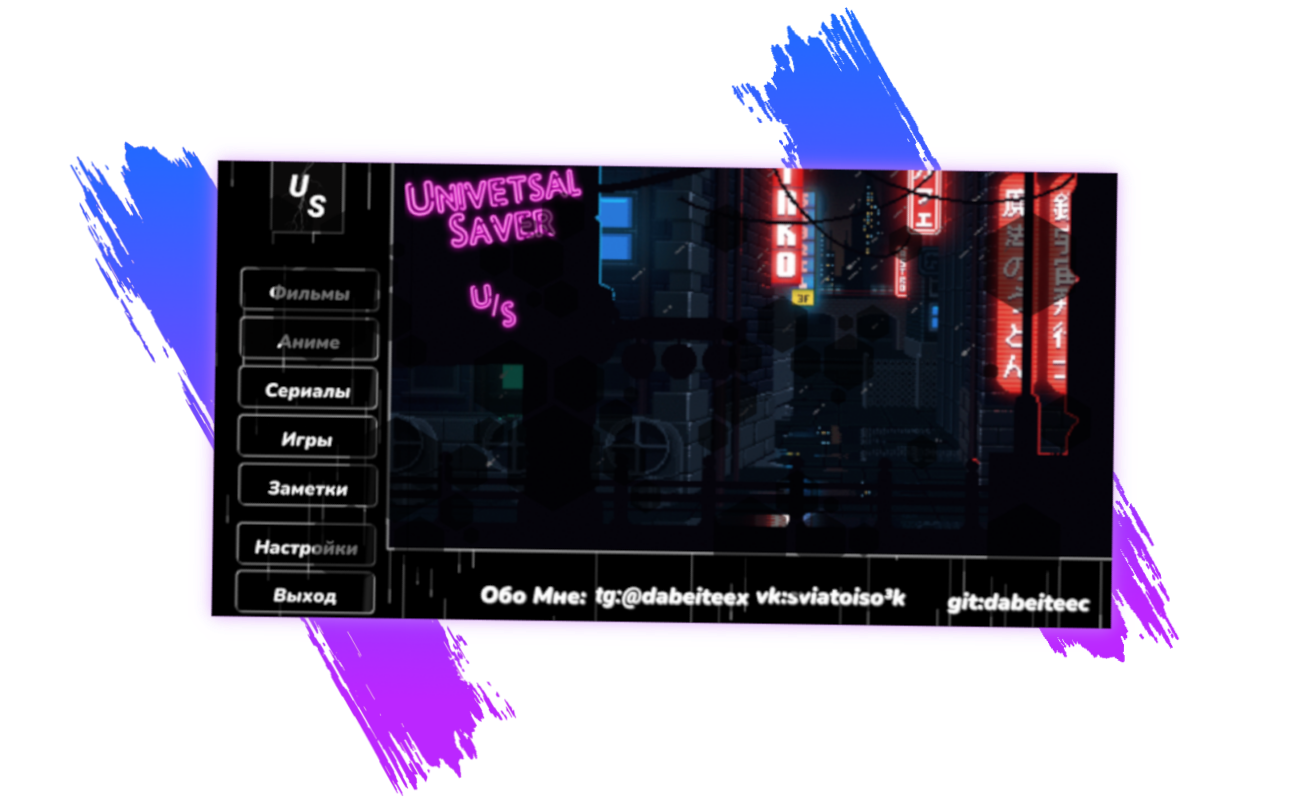 U
S
UNIVETSAL
SAVER
U/S
Фильмы
Аниме
Сериалы
Игры
Заметки
Настройки
Выход
3F
Обо Мне: tg:@dabeiteex vk:sviatoiso³k git:dabeiteec